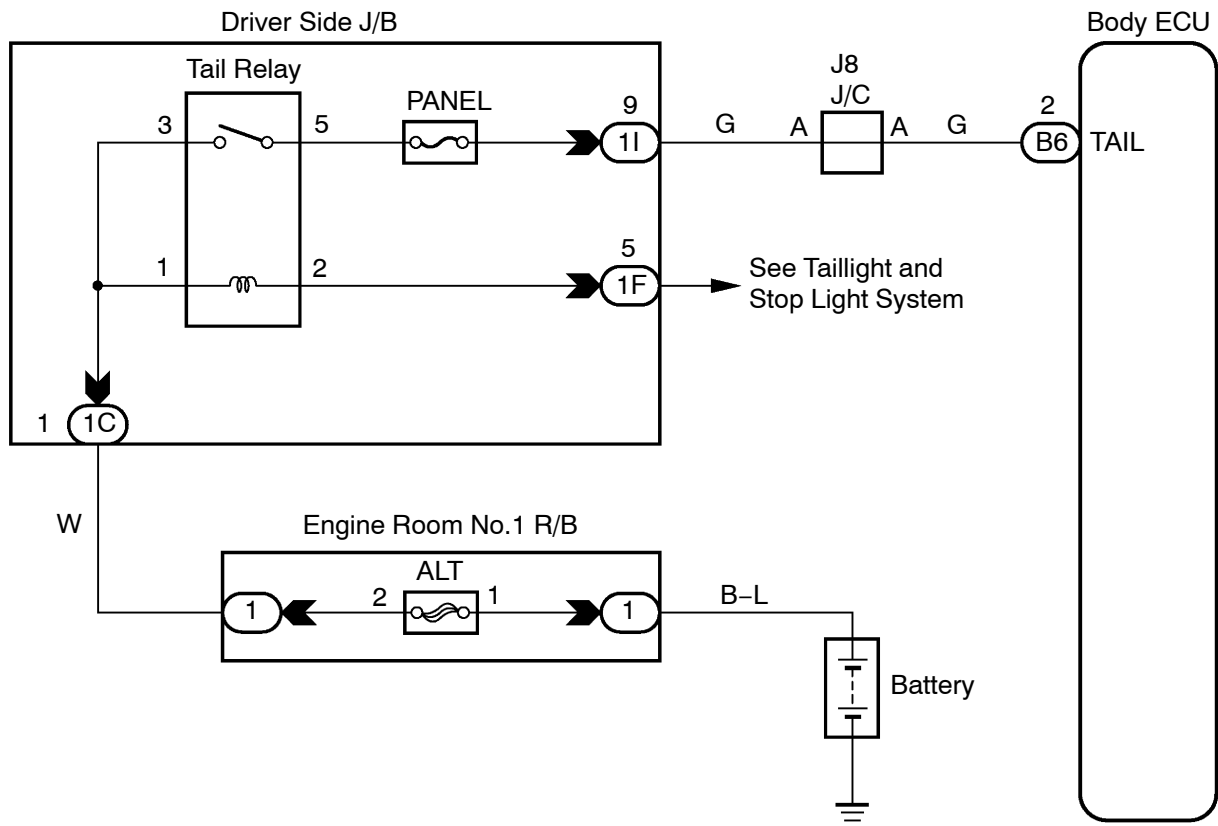 Driver Side J/B
Body ECU
Tail Relay
J8
J/C
PANEL
3
5
9
1I
G
A
A
G
2
B6
TAIL
1
2
5
1F
See Taillight and
Stop Light System
1
1C
W
Engine Room No.1 R/B
ALT
1
2
1
1
B–L
Battery